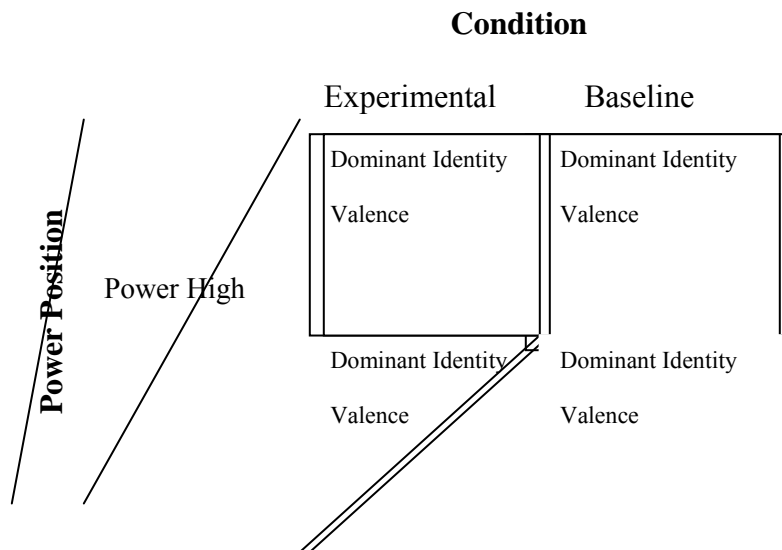 Condition
Experimental Baseline
Dominant Identity Dominant Identity
Valence Valence
Power Position
Power High
Dominant Identity Dominant Identity
Valence Valence